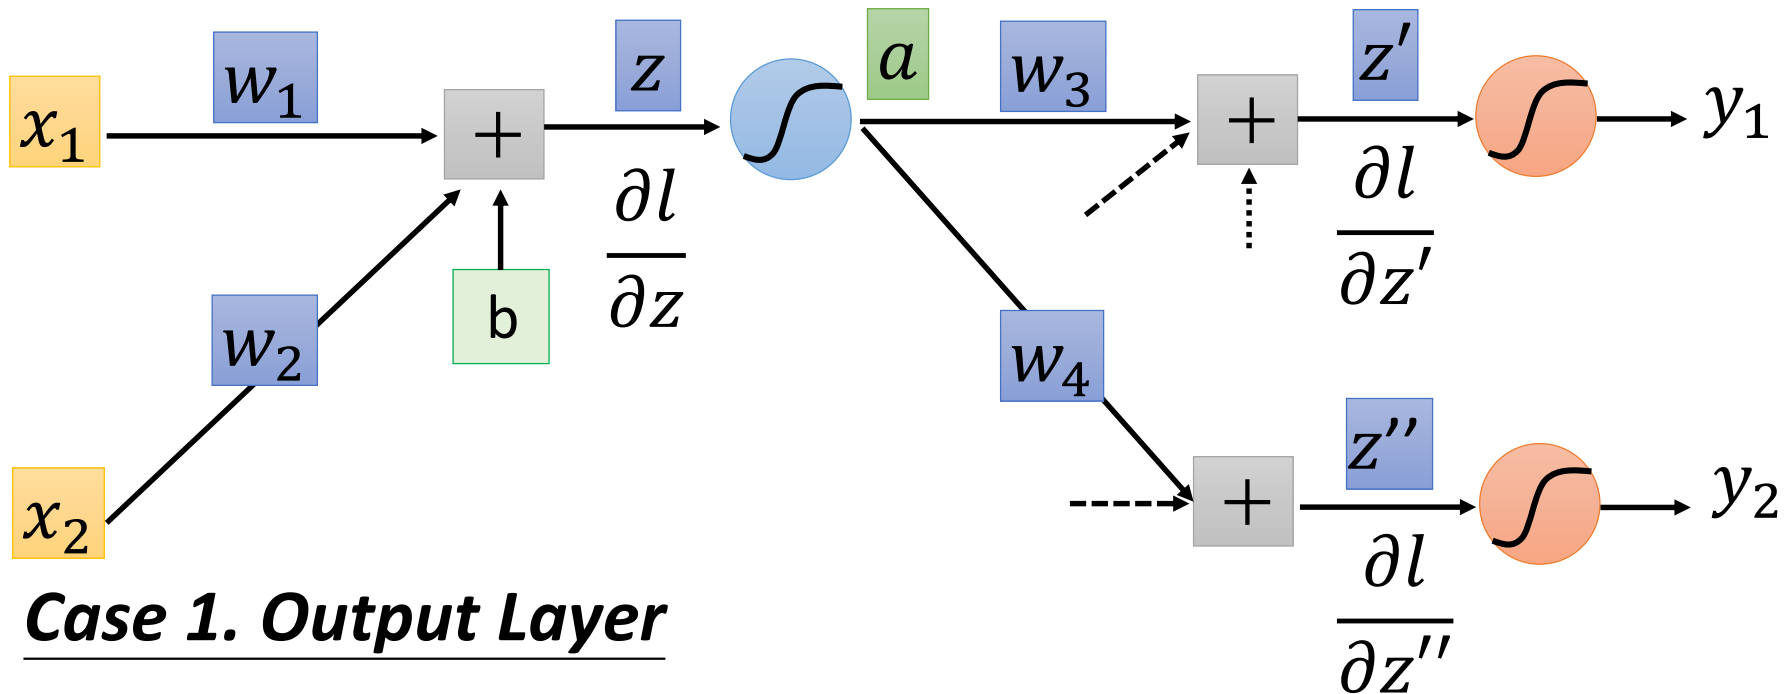 x₁
w₁
+
z
∂l/∂z
a
w₃
+
z′
∂l/∂z′
y₁
x₂
w₂
b
w₄
+
z′′
∂l/∂z′′
y₂
Case 1. Output Layer